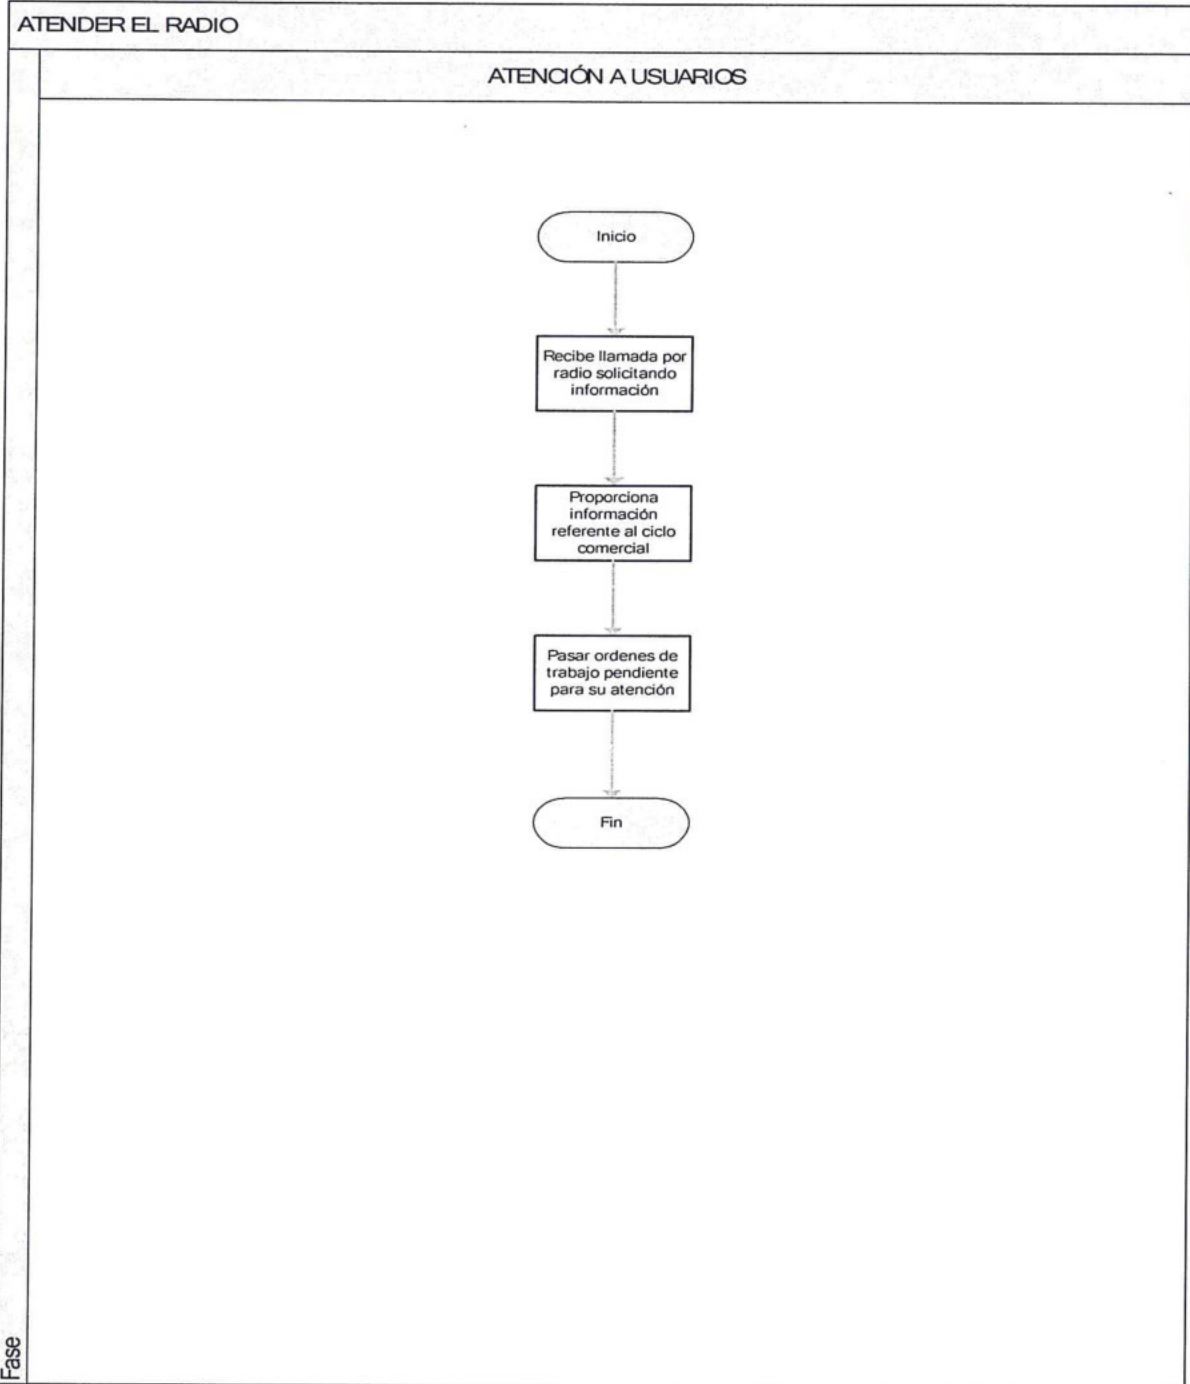 ATENDER EL RADIO
ATENCIÓN A USUARIOS
Inicio
Recibe llamada por
radio solicitando
información
Proporciona
información
referente al ciclo
comercial
Pasar ordenes de
trabajo pendiente
para su atención
Fin
Fase